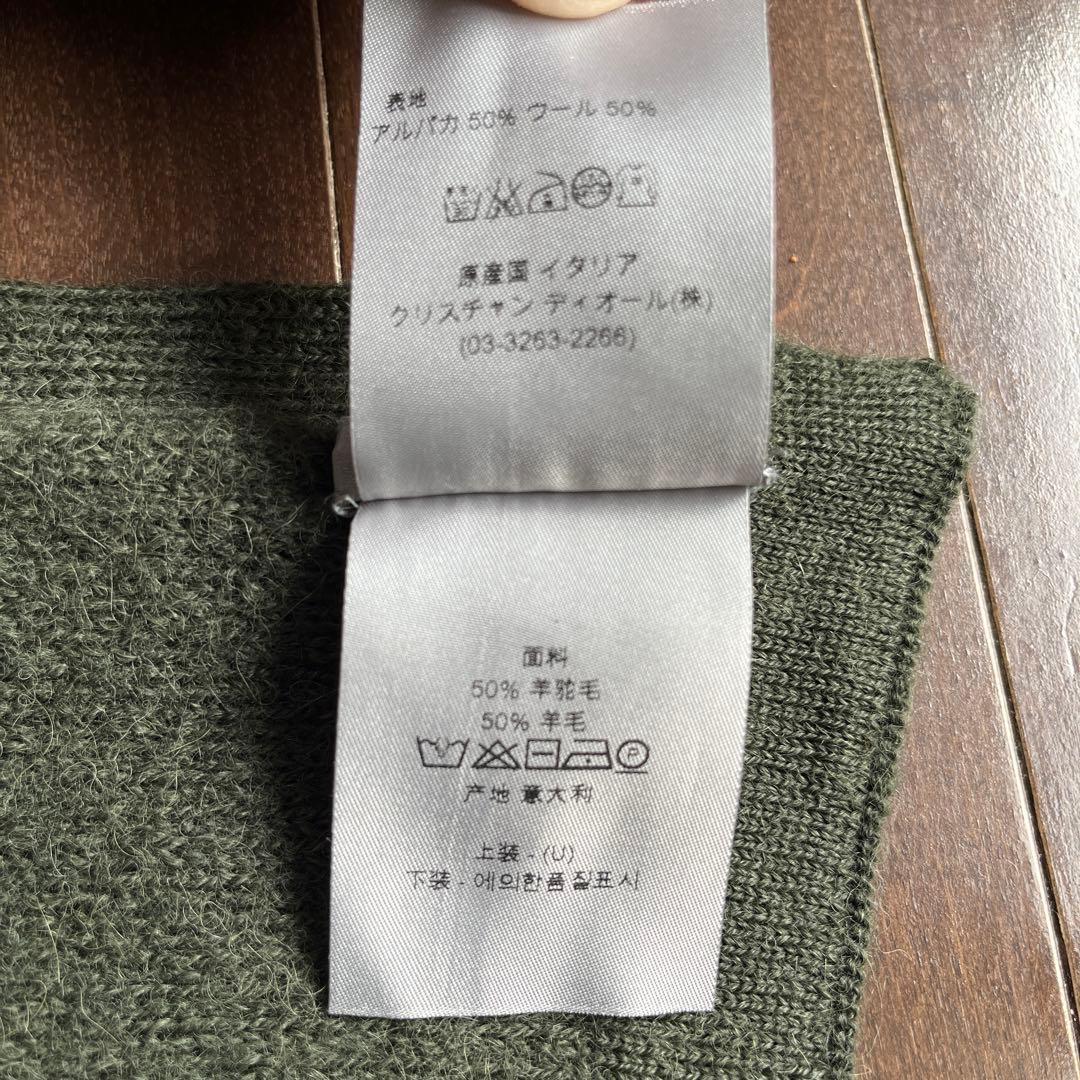 表地
アルパカ 50% ウール 50%
原産国 イタリア
クリスチャン ディオール(株)
(03-3263-2266)
面料
50% 羊驼毛
50% 羊毛
P
产地 意大利
上装 - (U)
下装 - 에의한품질표시